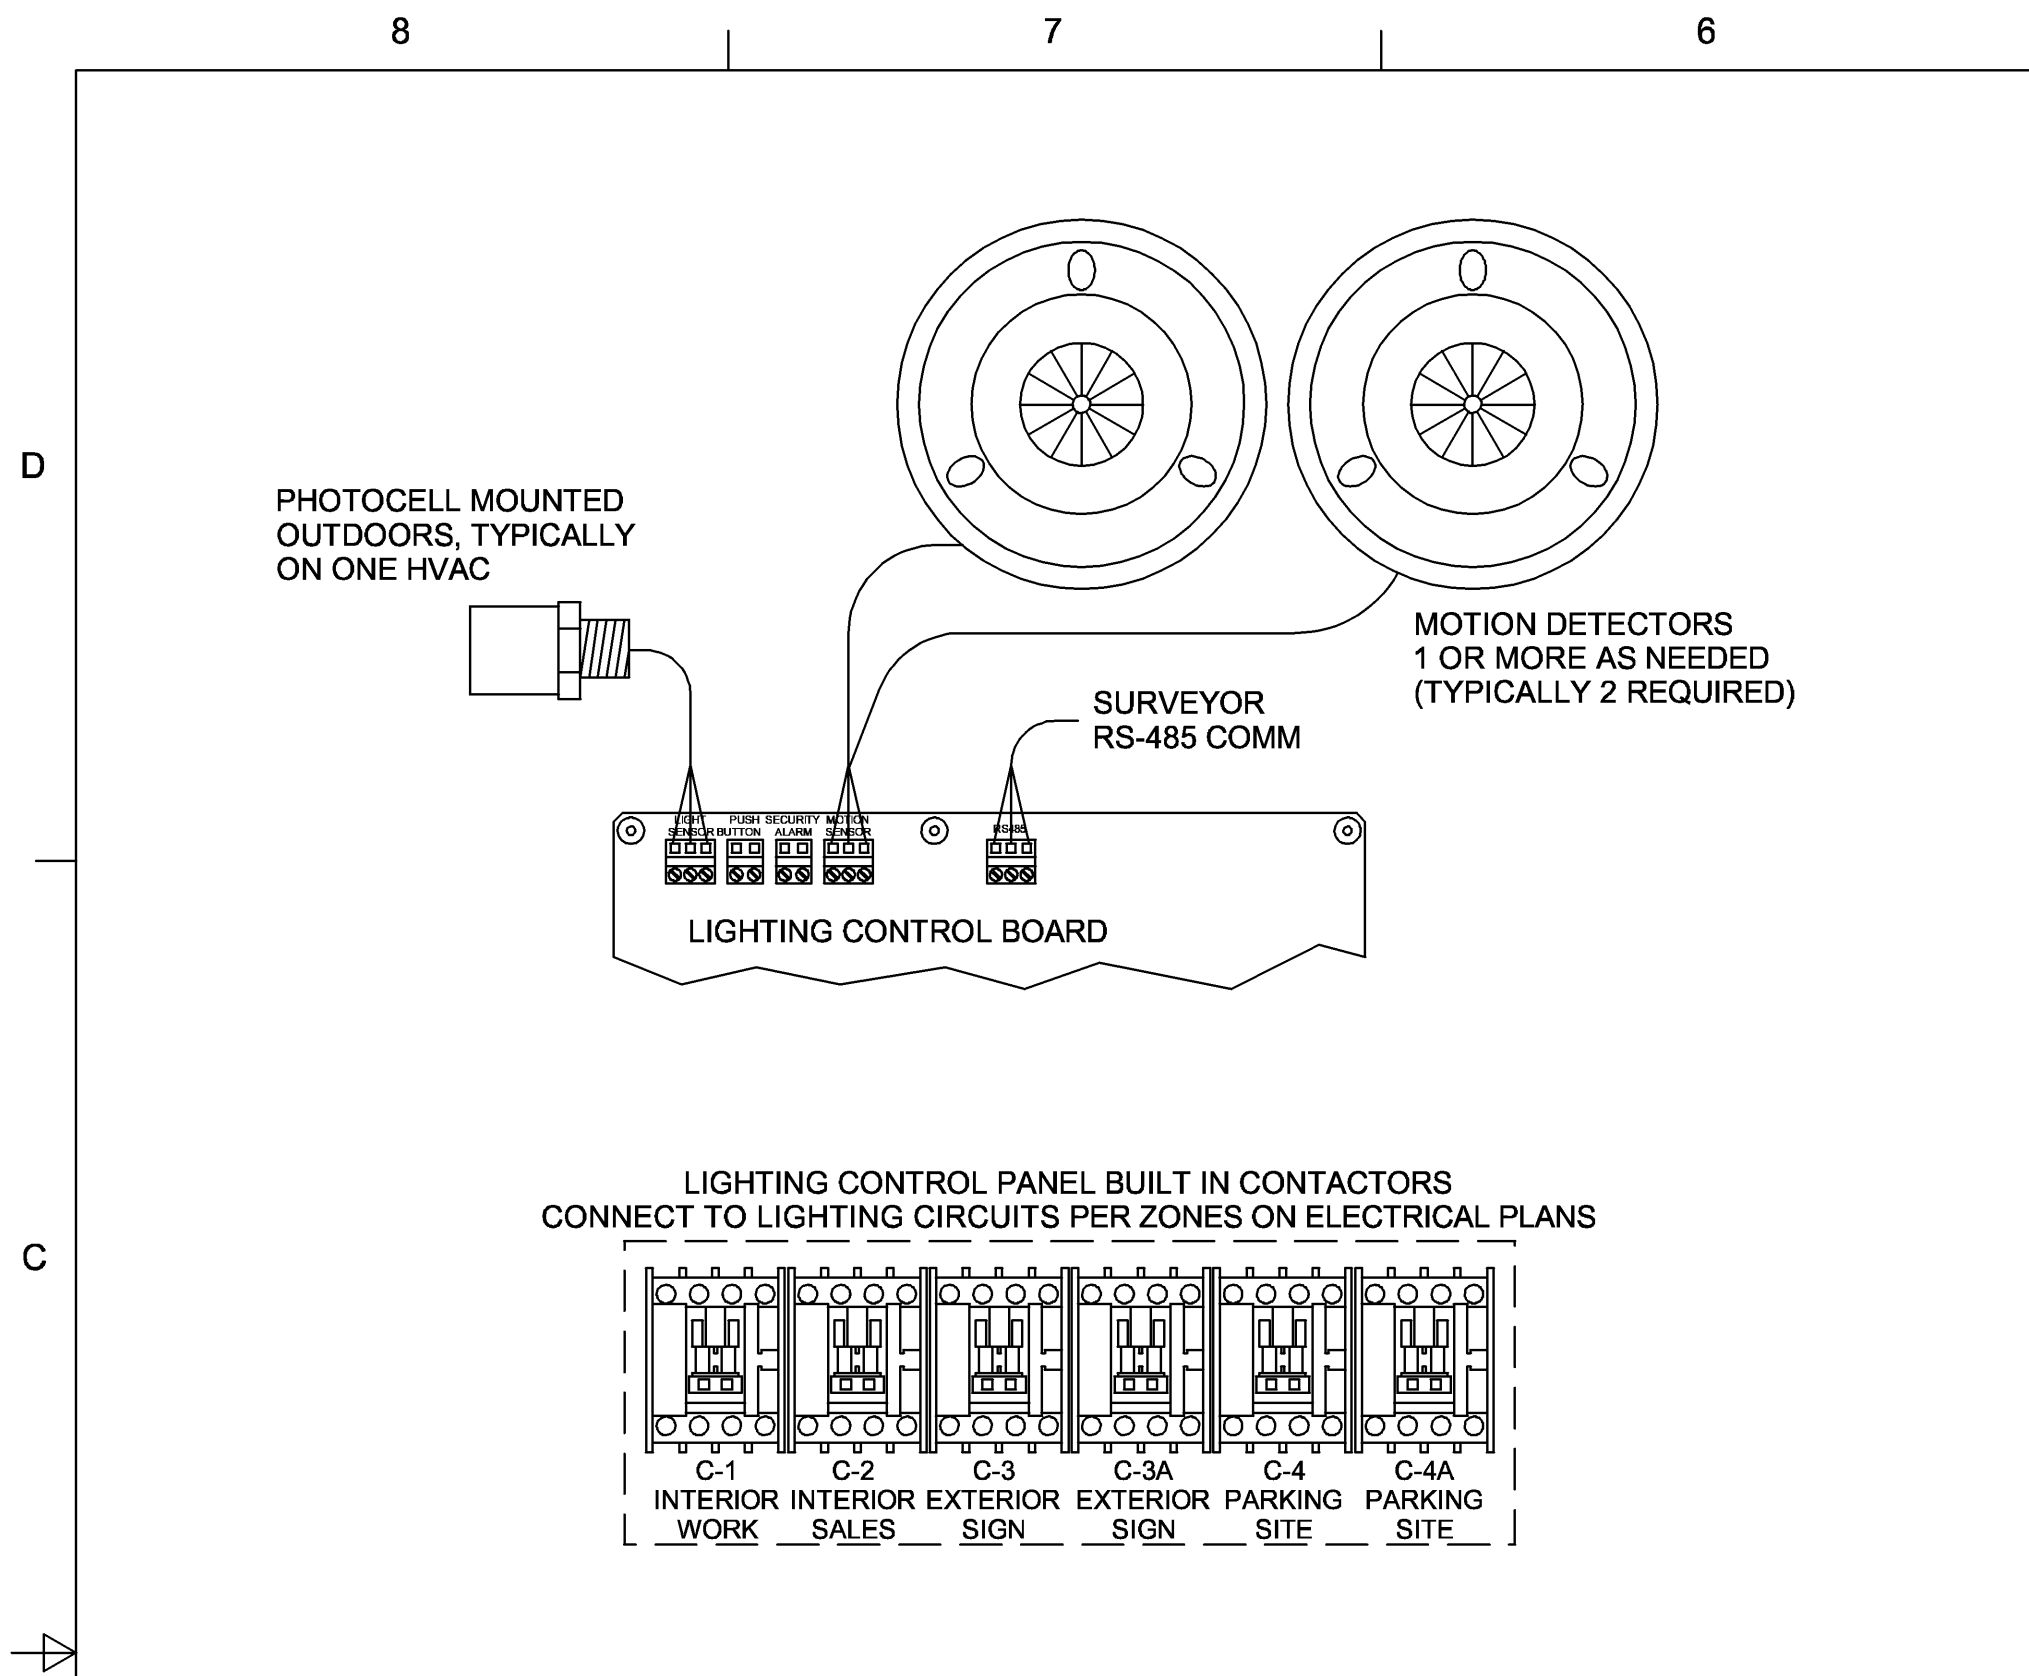 8 7 6
D
PHOTOCELL MOUNTED
OUTDOORS, TYPICALLY
ON ONE HVAC
MOTION DETECTORS
1 OR MORE AS NEEDED
(TYPICALLY 2 REQUIRED)
SURVEYOR
RS-485 COMM
LIGHT PUSH SECURITY MOTION
SENSOR BUTTON ALARM SENSOR RS485
LIGHTING CONTROL BOARD
C
LIGHTING CONTROL PANEL BUILT IN CONTACTORS
CONNECT TO LIGHTING CIRCUITS PER ZONES ON ELECTRICAL PLANS
C-1 C-2 C-3 C-3A C-4 C-4A
INTERIOR INTERIOR EXTERIOR EXTERIOR PARKING PARKING
WORK SALES SIGN SIGN SITE SITE